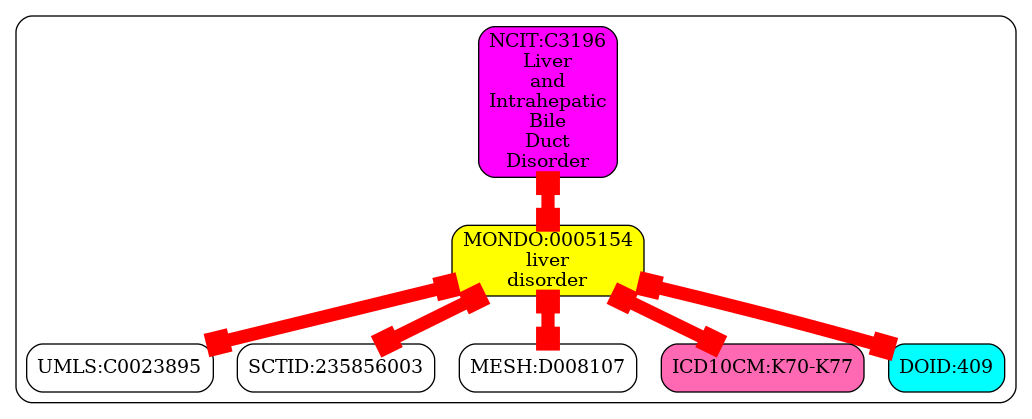 NCIT:C3196
Liver
and
Intrahepatic
Bile
Duct
Disorder
MONDO:0005154
liver
disorder
UMLS:C0023895
SCTID:235856003
MESH:D008107
ICD10CM:K70-K77
DOID:409